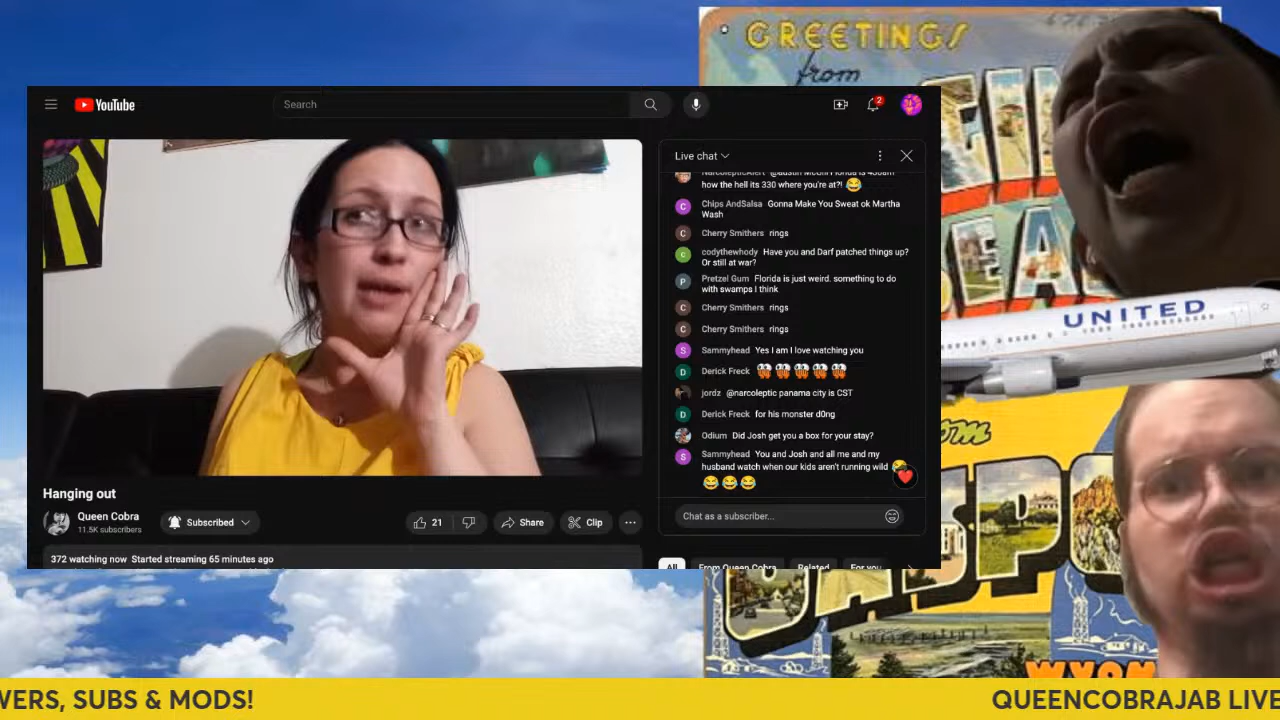 GREETINGS
from
YouTube
Search
2
Live chat
how the hell its 330 where you're at?! 😂
C Chips AndSalsa Gonna Make You Sweat ok Martha
Wash
C Cherry Smithers rings
C codythewhody Have you and Darf patched things up?
Or still at war?
P Pretzel Gum Florida is just weird. something to do
with swamps I think
C Cherry Smithers rings
C Cherry Smithers rings
S Sammyhead Yes I am I love watching you
D Derick Freck
jordz @narcoleptic panama city is CST
D Derick Freck for his monster d0ng
Odium Did Josh get you a box for your stay?
S Sammyhead You and Josh and all me and my
husband watch when our kids aren't running wild 🤣
😂😂😂
Chat as a subscriber...
Hanging out
Queen Cobra
11.5K subscribers
Subscribed
21
Share
Clip
372 watching now Started streaming 65 minutes ago
All From Queen Cobra Related For you
UNITED
WERS, SUBS & MODS!
QUEENCOBRAJAB LIVE